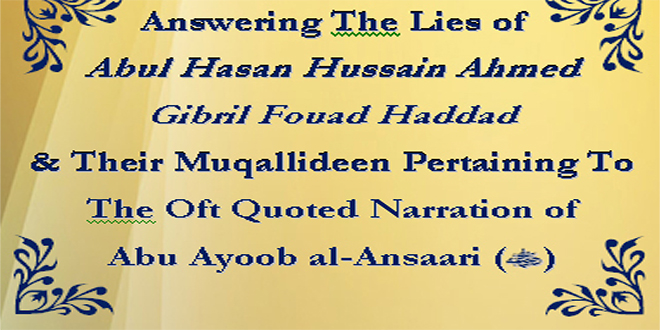 Answering The Lies of
Abul Hasan Hussain Ahmed
Gibril Fouad Haddad
& Their Muqallideen Pertaining To
The Oft Quoted Narration of
Abu Ayoob al-Ansaari ()